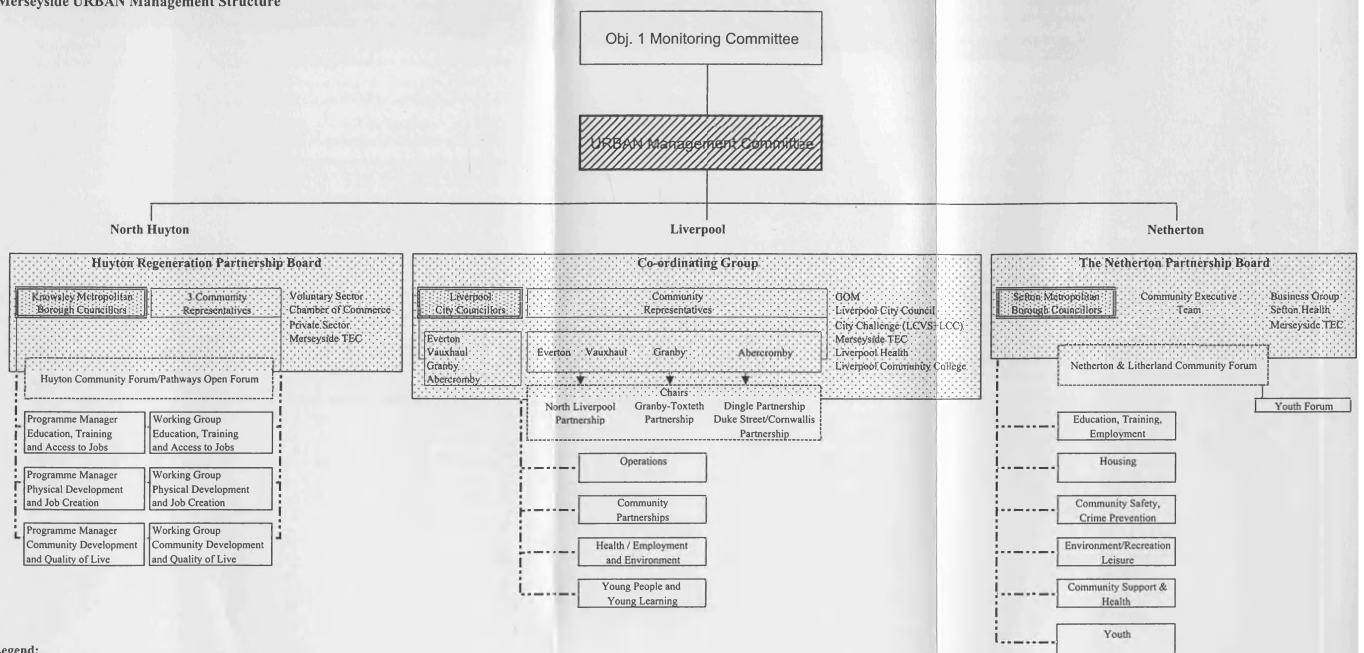 Merseyside URBAN Management Structure
Obj. 1 Monitoring Committee
URBAN Management Committee
North Huyton
Liverpool
Netherton
Huyton Regeneration Partnership Board
Knowsley Metropolitan
Borough Councillors
3 Community
Representatives
Voluntary Sector
Chamber of Commerce
Private Sector
Merseyside TEC
Huyton Community Forum/Pathways Open Forum
Programme Manager
Education, Training
and Access to Jobs
Working Group
Education, Training
and Access to Jobs
Programme Manager
Physical Development
and Job Creation
Working Group
Physical Development
and Job Creation
Programme Manager
Community Development
and Quality of Live
Working Group
Community Development
and Quality of Live
Co-ordinating Group
Liverpool
City Councillors
Community
Representatives
GOM
Liverpool City Council
City Challenge (LCVS+LCC)
Merseyside TEC
Liverpool Health
Liverpool Community College
Everton
Vauxhaul
Granby
Abercromby
Everton Vauxhaul Granby Abercromby
Chairs
North Liverpool
Partnership
Granby-Toxteth
Partnership
Dingle Partnership
Duke Street/Cornwallis
Partnership
Operations
Community
Partnerships
Health / Employment
and Environment
Young People and
Young Learning
The Netherton Partnership Board
Sefton Metropolitan
Borough Councillors
Community Executive
Team
Business Group
Sefton Health
Merseyside TEC
Netherton & Litherland Community Forum
Youth Forum
Education, Training,
Employment
Housing
Community Safety,
Crime Prevention
Environment/Recreation
Leisure
Community Support &
Health
Youth
Legend: